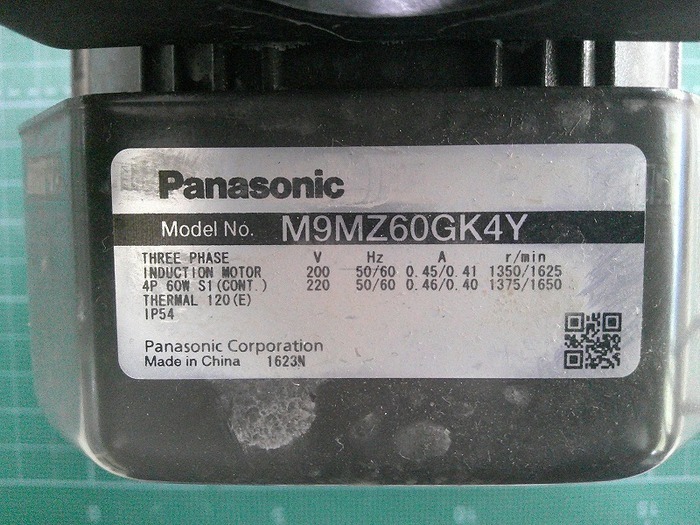 Panasonic
Model No. M9MZ60GK4Y
THREE PHASE V Hz A r/min
INDUCTION MOTOR 200 50/60 0.45/0.41 1350/1625
4P 60W S1(CONT.) 220 50/60 0.46/0.40 1375/1650
THERMAL 120(E)
IP54
Panasonic Corporation
Made in China 1623N